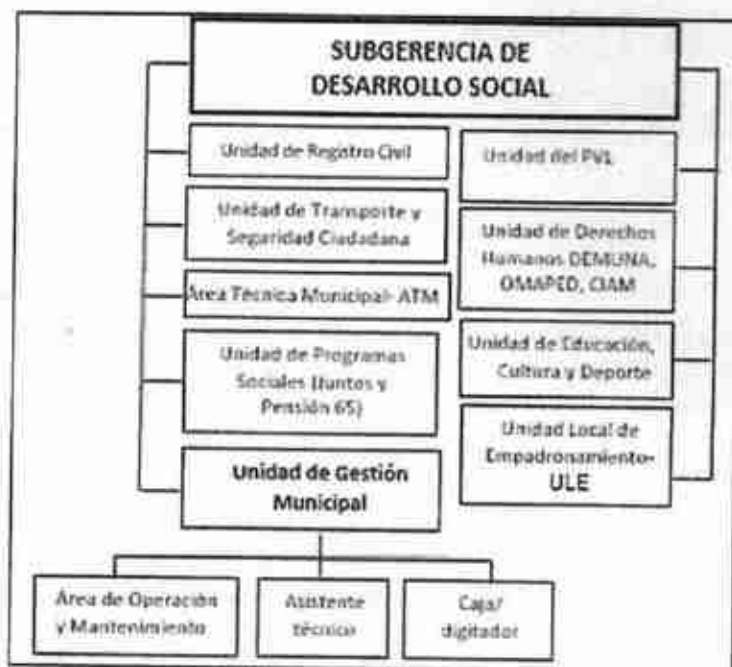 SUBGERENCIA DE
DESARROLLO SOCIAL
Unidad de Registro Civil
Unidad de Transporte y
Seguridad Ciudadana
Área Técnica Municipal- ATM
Unidad de Programas
Sociales (Juntos y
Pensión 65)
Unidad de Gestión
Municipal
Unidad del PVL
Unidad de Derechos
Humanos DEMUNA,
OMAPED, CIAM
Unidad de Educación,
Cultura y Deporte
Unidad Local de
Empadronamiento-
ULE
Área de Operación
y Mantenimiento
Asistente
técnico
Caja/
digitador